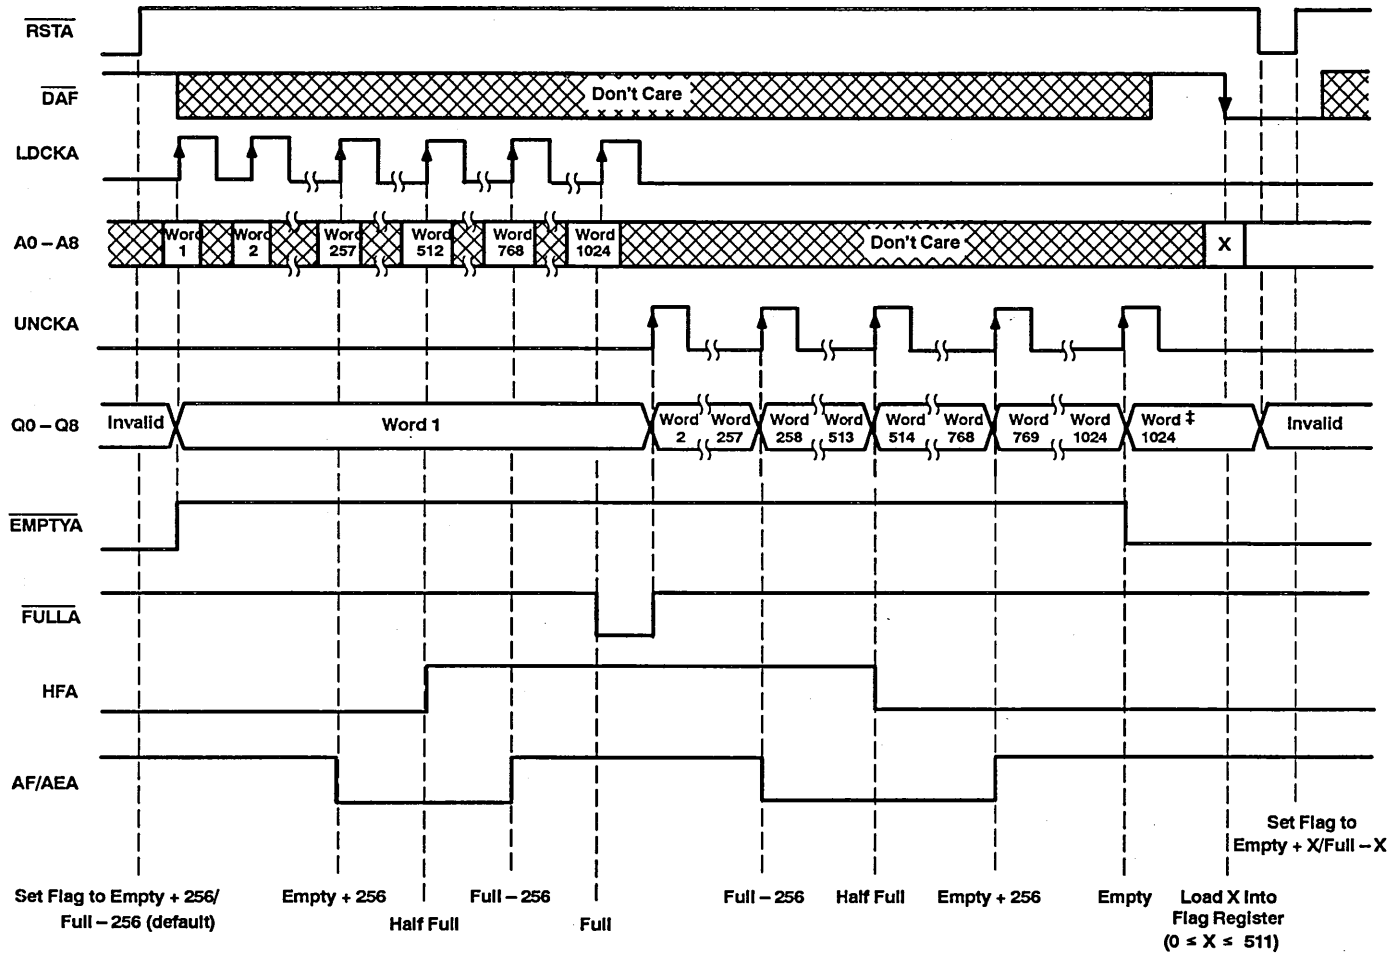 RSTA
DAF
Don't Care
LDCKA
A0 – A8
Word 1
Word 2
Word 257
Word 512
Word 768
Word 1024
Don't Care
X
UNCKA
Q0 – Q8
Invalid
Word 1
Word 2
Word 257
Word 258
Word 513
Word 514
Word 768
Word 769
Word 1024
Word ‡ 1024
Invalid
EMPTYA
FULLA
HFA
AF/AEA
Set Flag to
Empty + X/Full – X
Set Flag to Empty + 256/
Full – 256 (default)
Empty + 256
Half Full
Full – 256
Full
Full – 256
Half Full
Empty + 256
Empty
Load X Into
Flag Register
(0 ≤ X ≤ 511)